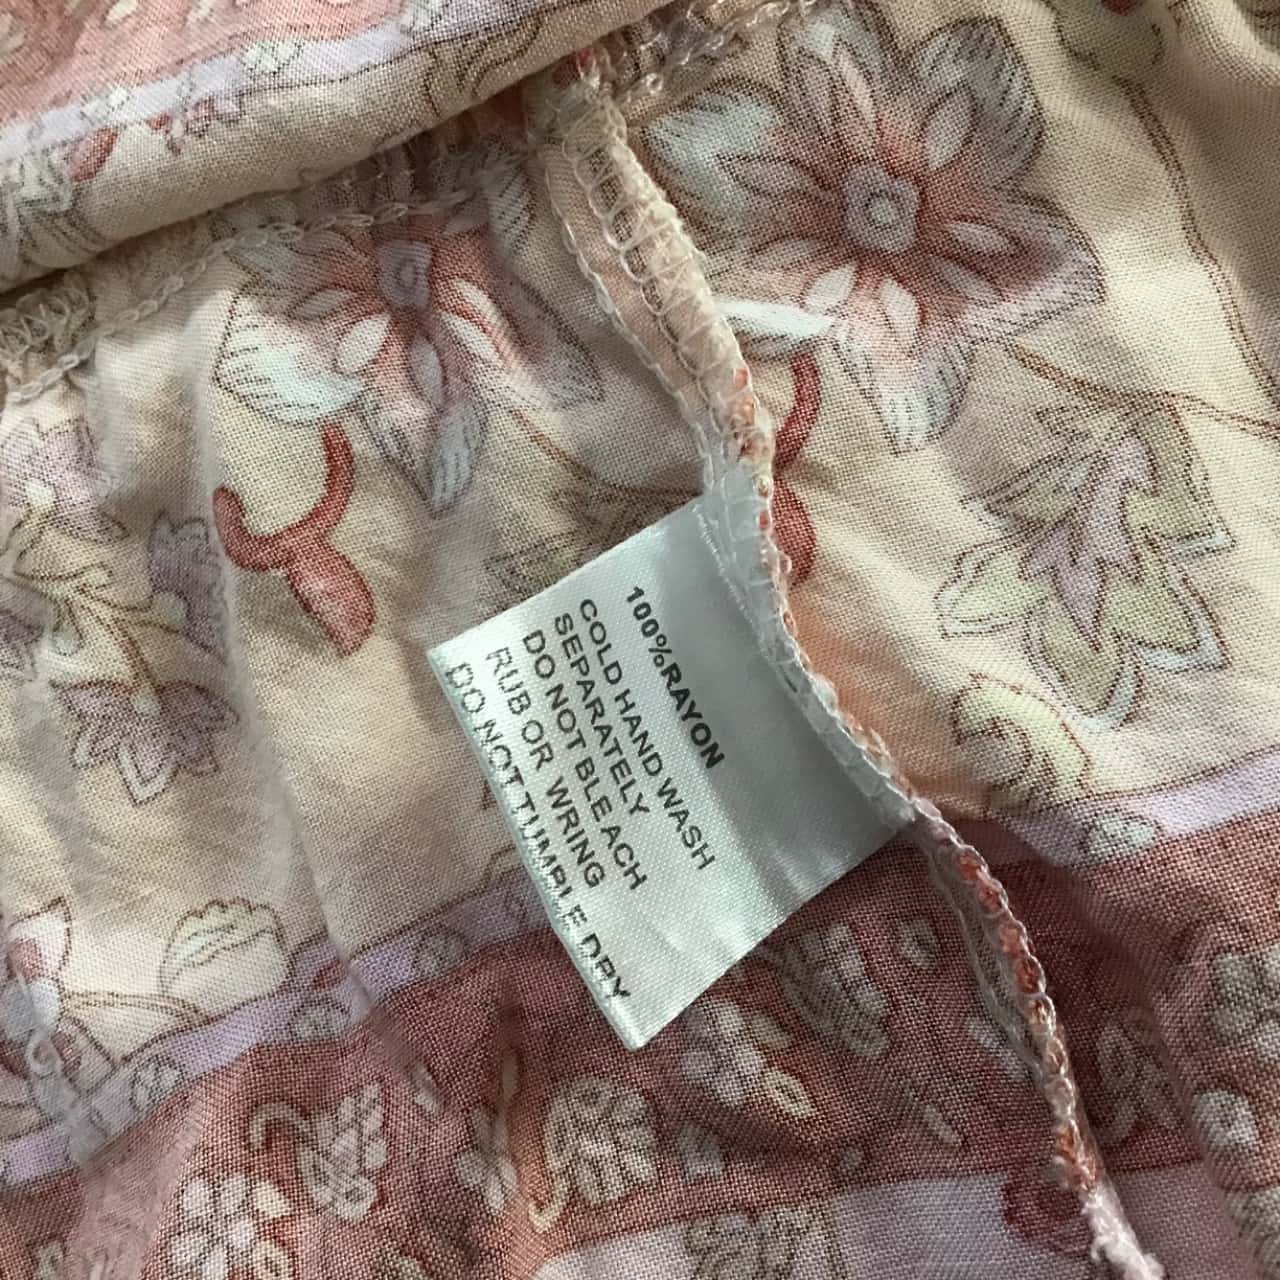 100%RAYON
COLD HAND WASH
SEPARATELY
DO NOT BLEACH
RUB OR WRING
DO NOT TUMBLE DRY